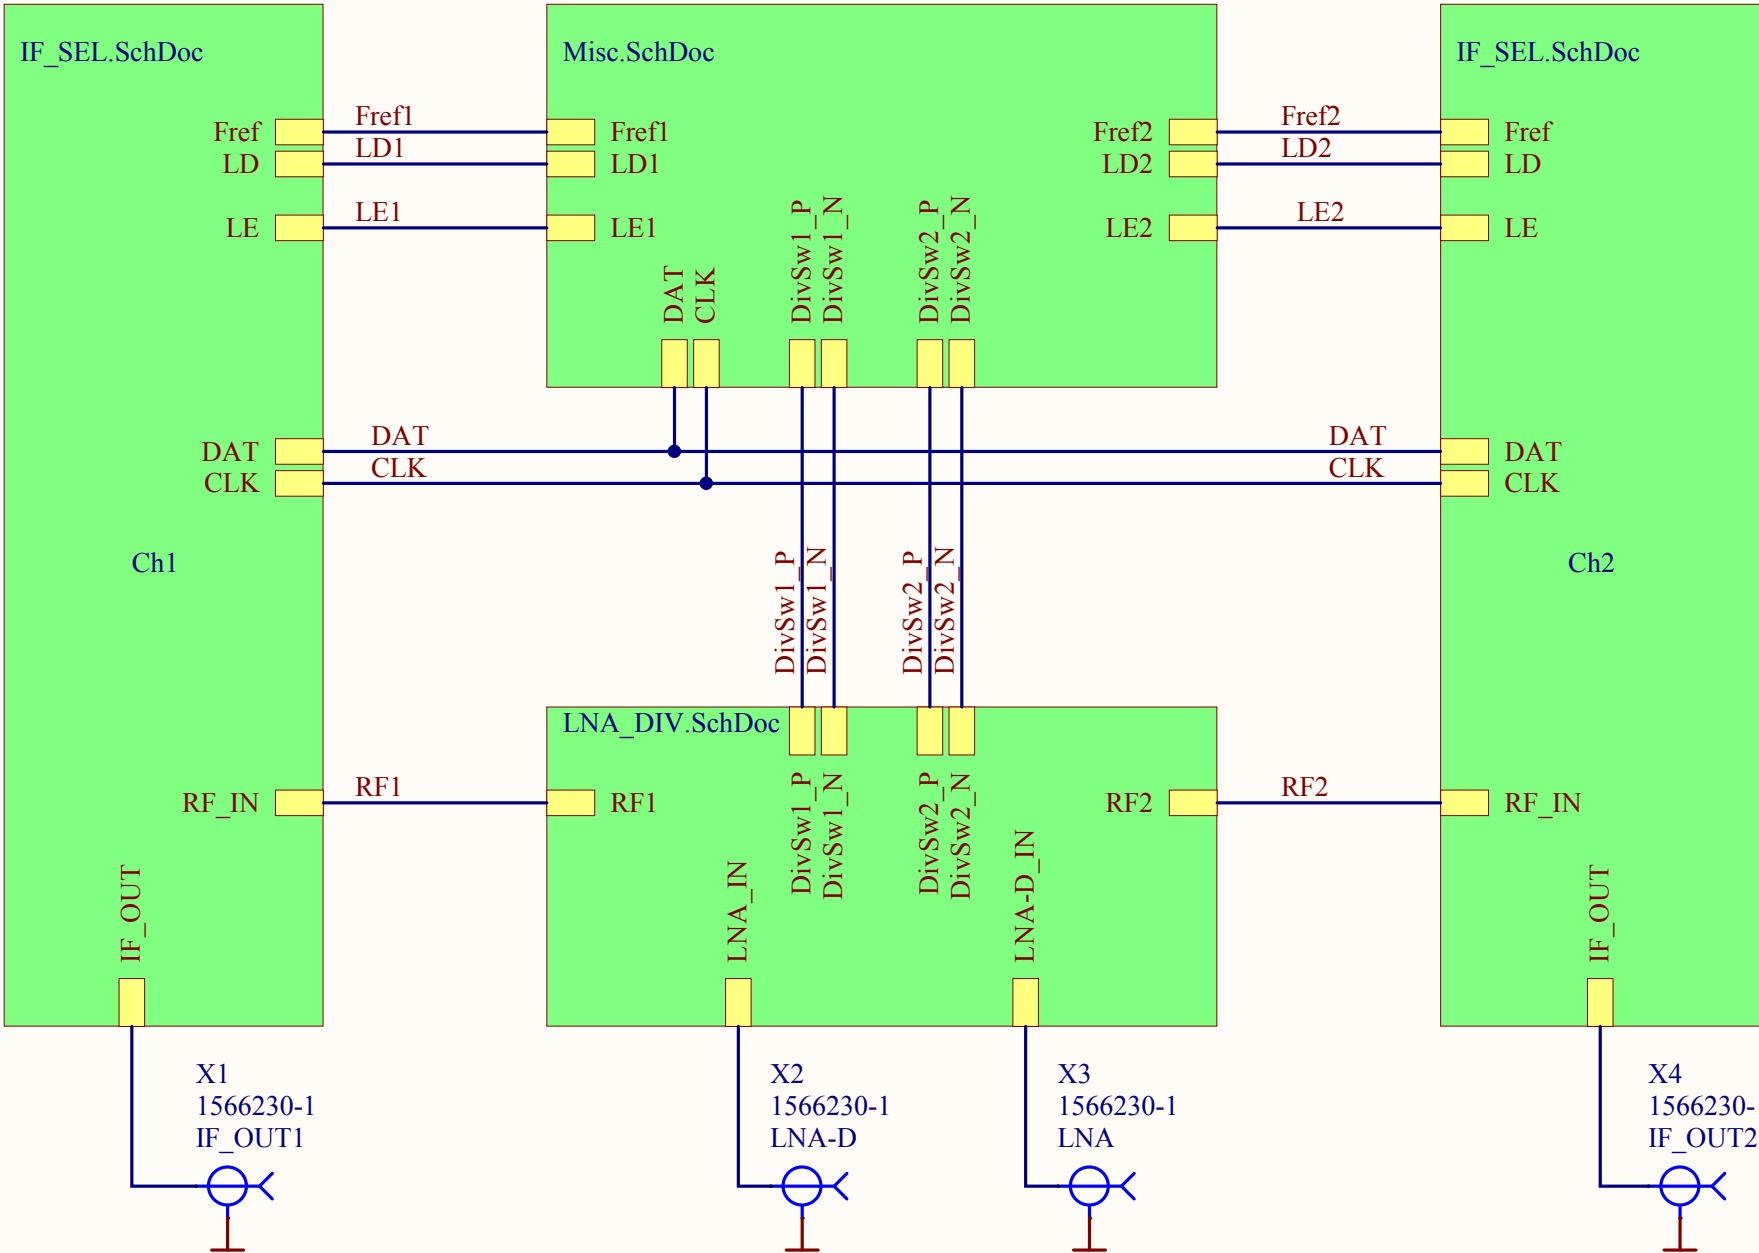 IF_SEL.SchDoc
Misc.SchDoc
IF_SEL.SchDoc
Fref
Fref1
Fref1
Fref2
Fref2
Fref
LD
LD1
LD1
LD2
LD2
LD
LE
LE1
LE1
LE2
LE2
LE
DAT
CLK
DivSw1_P
DivSw1_N
DivSw2_P
DivSw2_N
DAT
DAT
DAT
DAT
CLK
CLK
CLK
CLK
Ch1
Ch2
DivSw1_P
DivSw1_N
DivSw2_P
DivSw2_N
LNA_DIV.SchDoc
RF_IN
RF1
RF1
RF2
RF2
RF_IN
DivSw1_P
DivSw1_N
DivSw2_P
DivSw2_N
IF_OUT
LNA_IN
LNA-D_IN
IF_OUT
X1
1566230-1
IF_OUT1
X2
1566230-1
LNA-D
X3
1566230-1
LNA
X4
1566230-
IF_OUT2